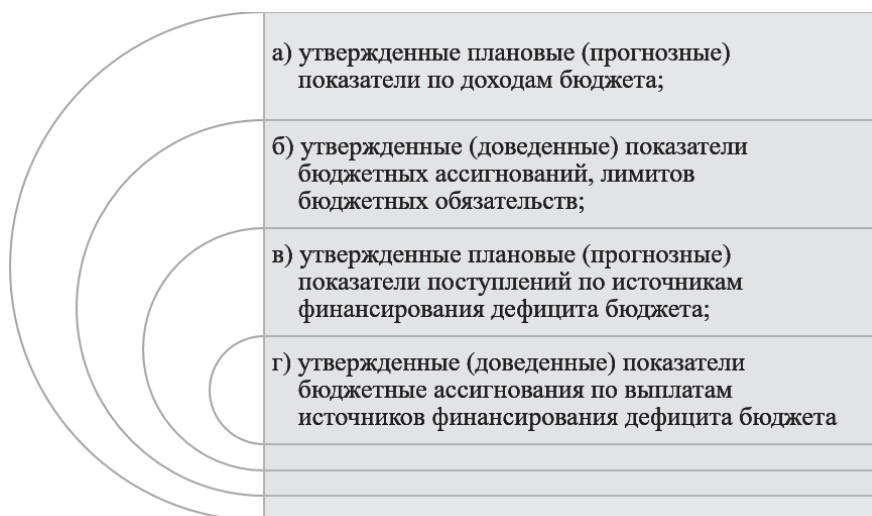 а) утвержденные плановые (прогнозные)
показатели по доходам бюджета;
б) утвержденные (доведенные) показатели
бюджетных ассигнований, лимитов
бюджетных обязательств;
в) утвержденные плановые (прогнозные)
показатели поступлений по источникам
финансирования дефицита бюджета;
г) утвержденные (доведенные) показатели
бюджетные ассигнования по выплатам
источников финансирования дефицита бюджета